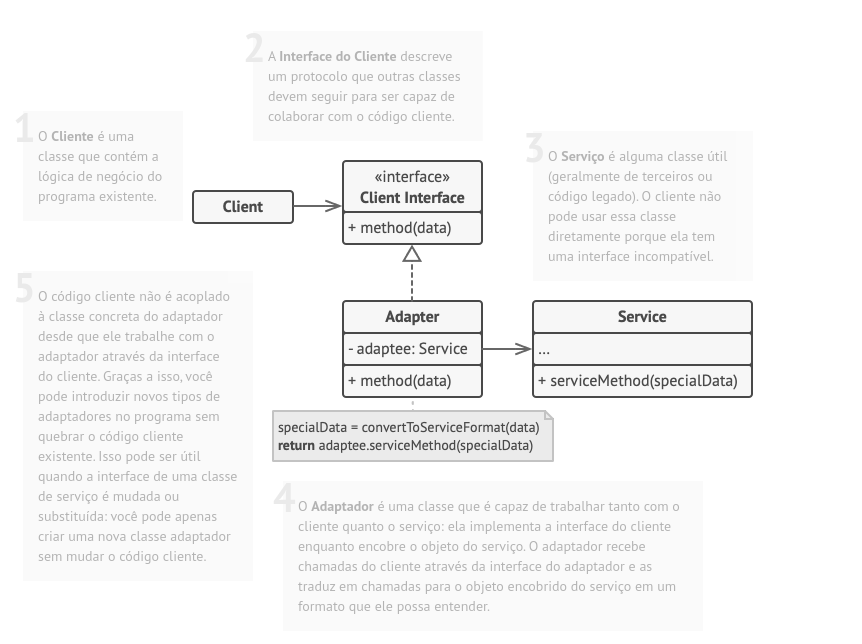 1
O Cliente é uma
classe que contém a
lógica de negócio do
programa existente.
2
A Interface do Cliente descreve
um protocolo que outras classes
devem seguir para ser capaz de
colaborar com o código cliente.
3
O Serviço é alguma classe útil
(geralmente de terceiros ou
código legado). O cliente não
pode usar essa classe
diretamente porque ela tem
uma interface incompatível.
Client
«interface»
Client Interface
+ method(data)
Adapter
- adaptee: Service
+ method(data)
Service
...
+ serviceMethod(specialData)
specialData = convertToServiceFormat(data)
return adaptee.serviceMethod(specialData)
5
O código cliente não é acoplado
à classe concreta do adaptador
desde que ele trabalhe com o
adaptador através da interface
do cliente. Graças a isso, você
pode introduzir novos tipos de
adaptadores no programa sem
quebrar o código cliente
existente. Isso pode ser útil
quando a interface de uma classe
de serviço é mudada ou
substituída: você pode apenas
criar uma nova classe adaptador
sem mudar o código cliente.
4
O Adaptador é uma classe que é capaz de trabalhar tanto com o
cliente quanto o serviço: ela implementa a interface do cliente
enquanto encobre o objeto do serviço. O adaptador recebe
chamadas do cliente através da interface do adaptador e as
traduz em chamadas para o objeto encobrido do serviço em um
formato que ele possa entender.